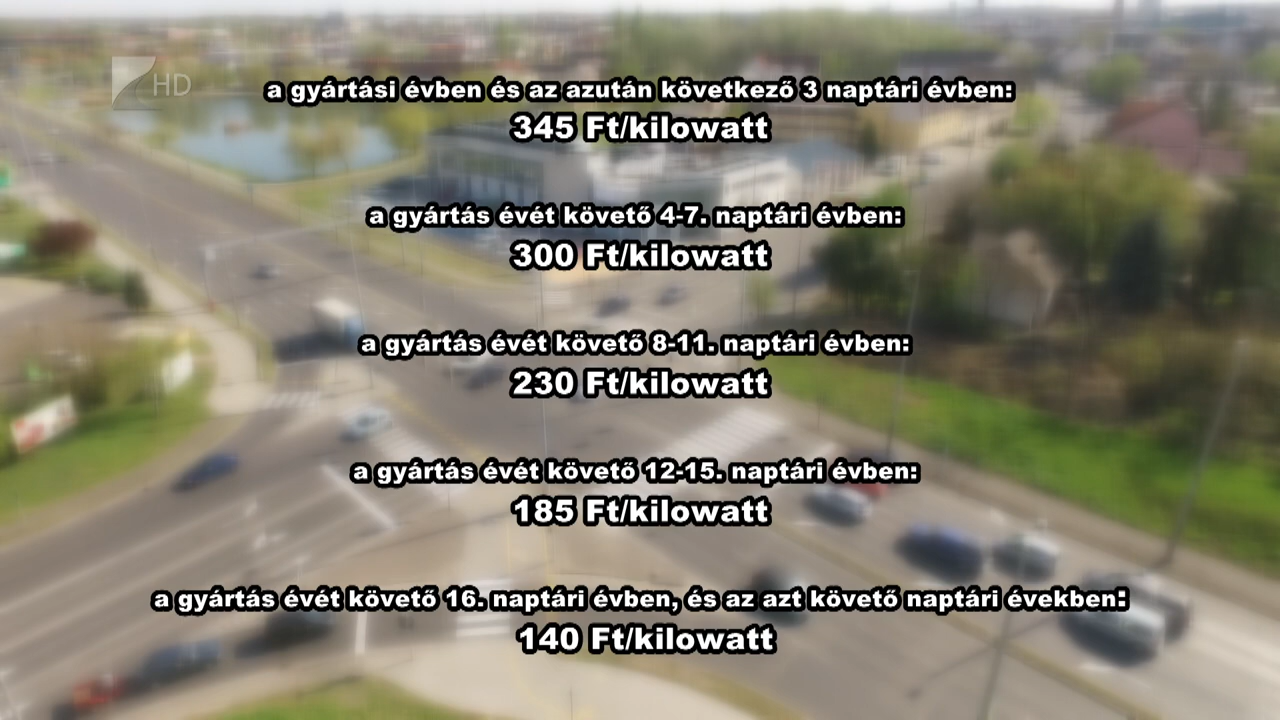 HD
a gyártási évben és az azután következő 3 naptári évben:
345 Ft/kilowatt
a gyártás évét követő 4-7. naptári évben:
300 Ft/kilowatt
a gyártás évét követő 8-11. naptári évben:
230 Ft/kilowatt
a gyártás évét követő 12-15. naptári évben:
185 Ft/kilowatt
a gyártás évét követő 16. naptári évben, és az azt követő naptári években:
140 Ft/kilowatt